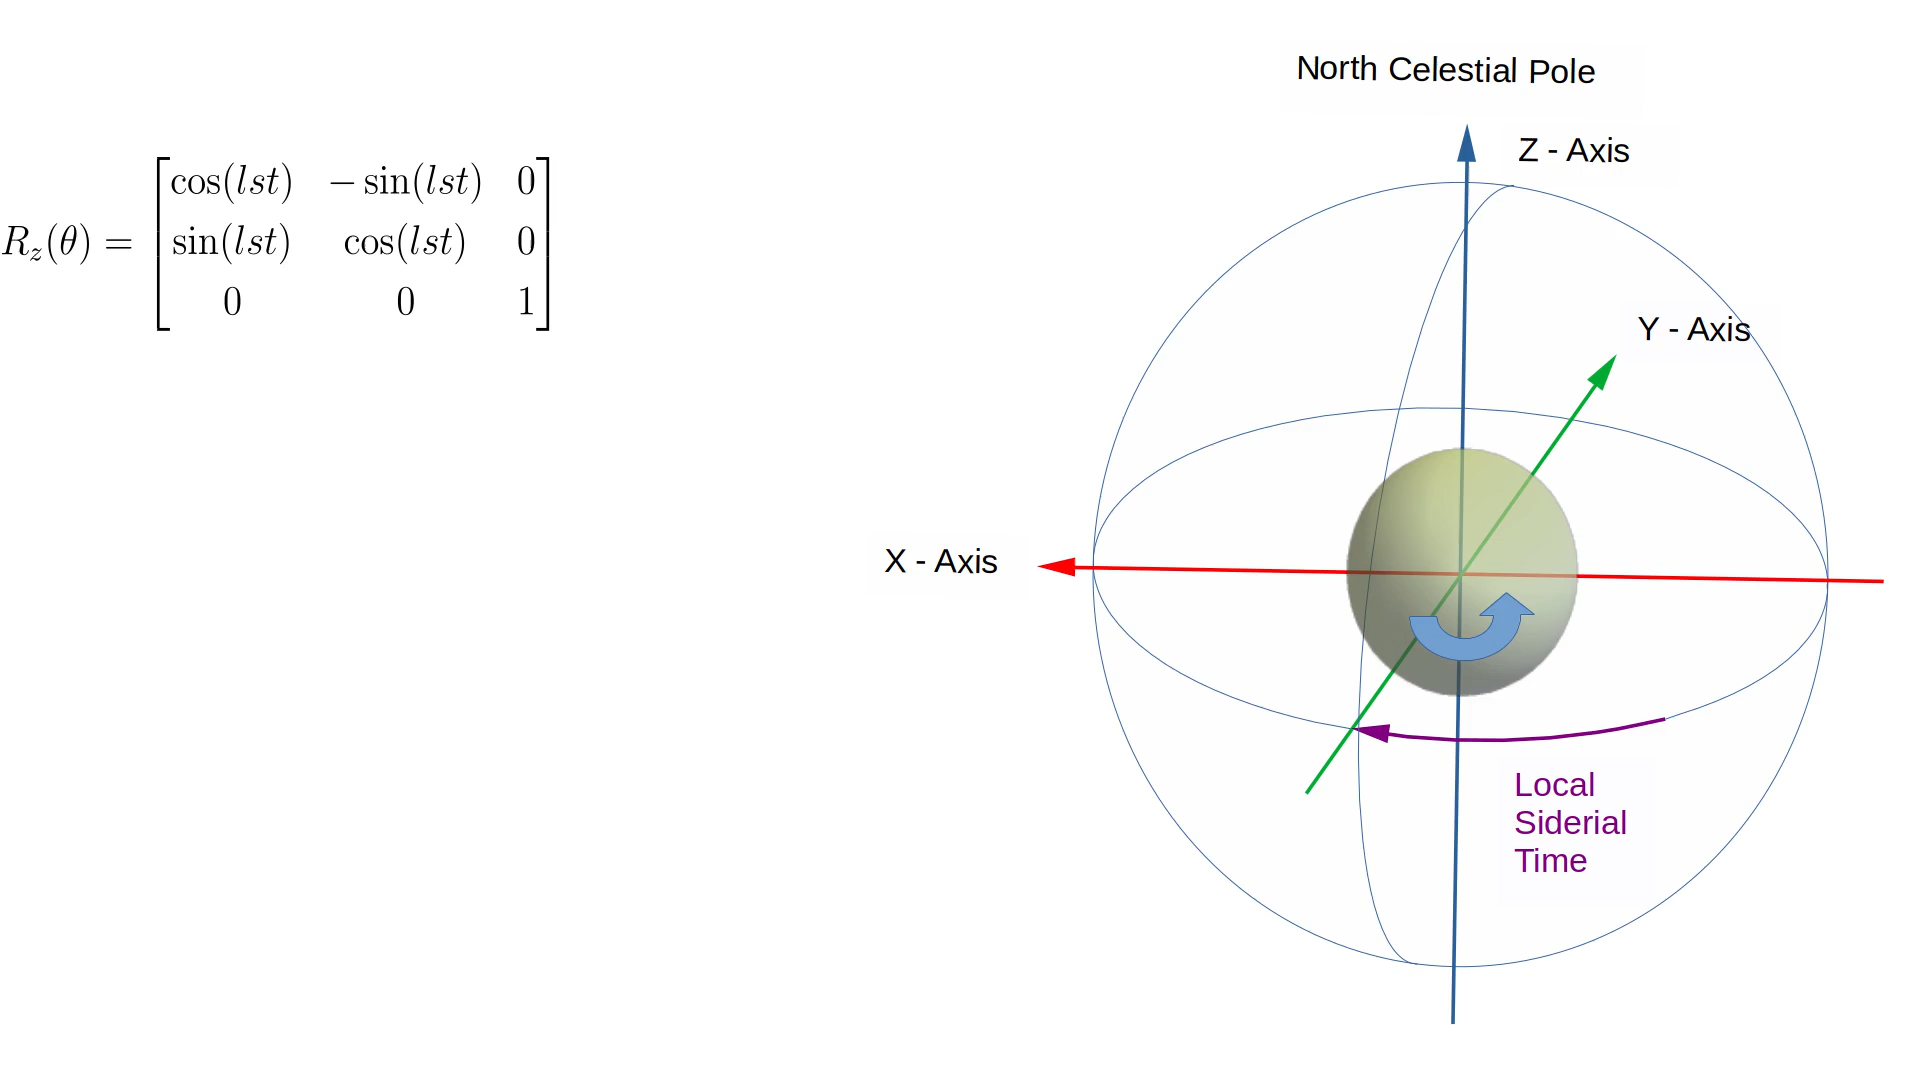 North Celestial Pole
Z - Axis
R_z(θ) = [cos(lst) − sin(lst) 0
sin(lst) cos(lst) 0
0 0 1]
Y - Axis
X - Axis
Local
Siderial
Time